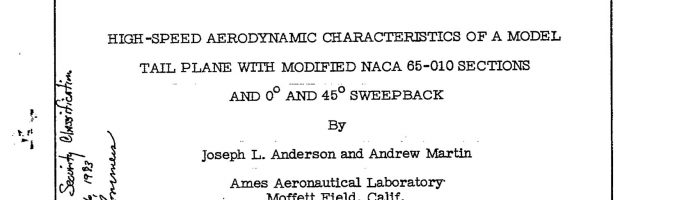 HIGH-SPEED AERODYNAMIC CHARACTERISTICS OF A MODEL
TAIL PLANE WITH MODIFIED NACA 65-010 SECTIONS
AND 0° AND 45° SWEEPBACK
By
Joseph L. Anderson and Andrew Martin
Ames Aeronautical Laboratory
Moffett Field, Calif.
Security Classification
1983